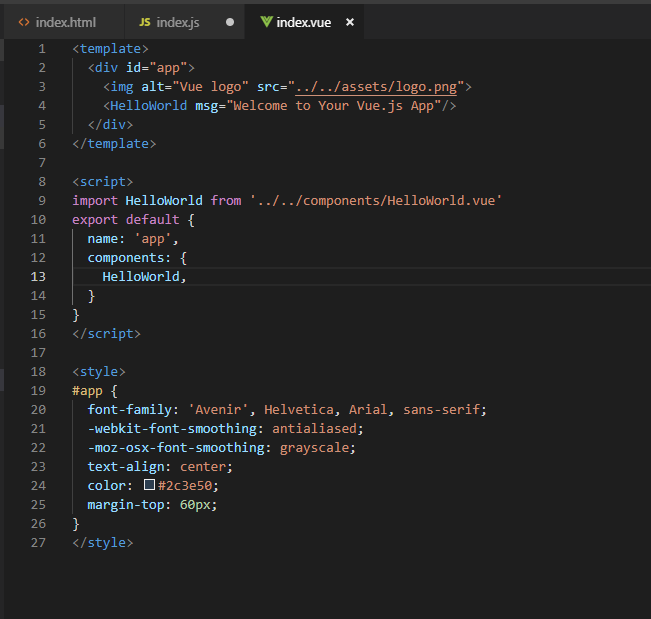 <> index.html JS index.js ● index.vue ×
1 <template>
2 <div id="app">
3 <img alt="Vue logo" src="../../assets/logo.png">
4 <HelloWorld msg="Welcome to Your Vue.js App"/>
5 </div>
6 </template>
7
8 <script>
9 import HelloWorld from '../../components/HelloWorld.vue'
10 export default {
11 name: 'app',
12 components: {
13 HelloWorld,
14 }
15 }
16 </script>
17
18 <style>
19 #app {
20 font-family: 'Avenir', Helvetica, Arial, sans-serif;
21 -webkit-font-smoothing: antialiased;
22 -moz-osx-font-smoothing: grayscale;
23 text-align: center;
24 color: #2c3e50;
25 margin-top: 60px;
26 }
27 </style>